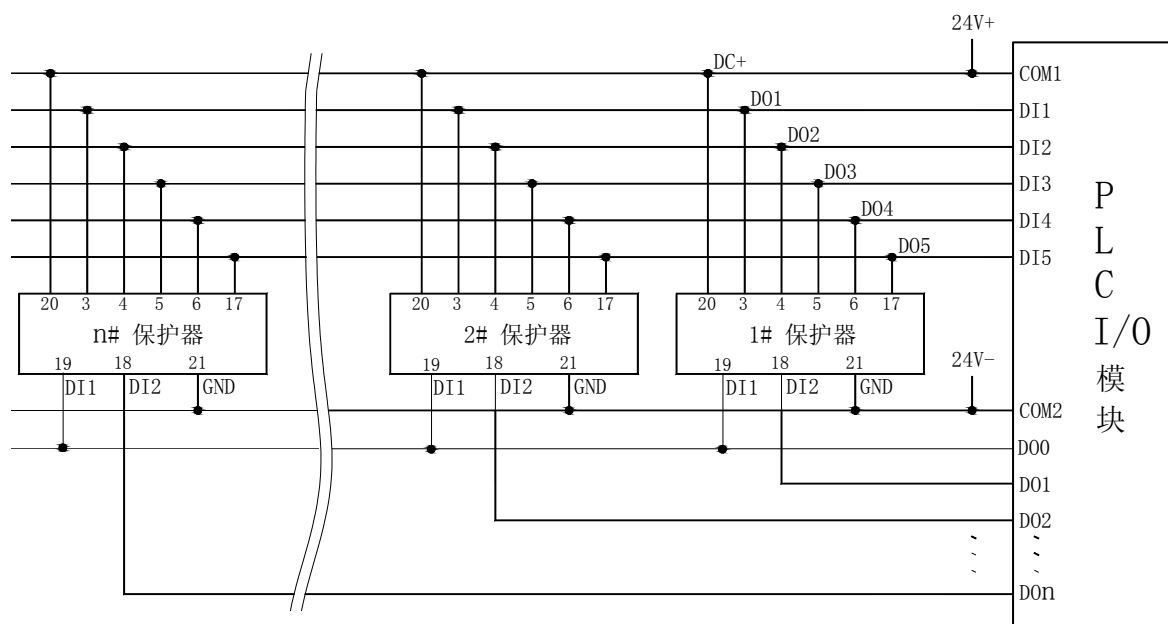 24V+
DC+
COM1
DO1
DI1
DO2
DI2
DO3
DI3
DO4
DI4
DO5
DI5
PLC I/O 模块
20 3 4 5 6 17
20 3 4 5 6 17
20 3 4 5 6 17
n# 保护器
2# 保护器
1# 保护器
19 18 21
19 18 21
19 18 21
24V-
DI1 DI2 GND
DI1 DI2 GND
DI1 DI2 GND
COM2
DO0
DO1
DO2
DOn